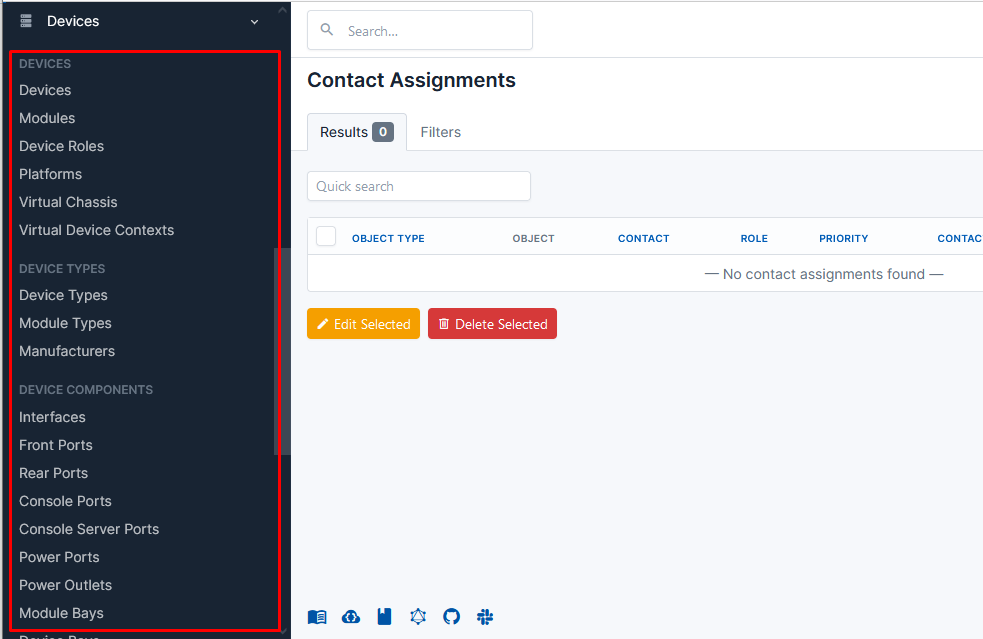 Devices
DEVICES
Devices
Modules
Device Roles
Platforms
Virtual Chassis
Virtual Device Contexts
DEVICE TYPES
Device Types
Module Types
Manufacturers
DEVICE COMPONENTS
Interfaces
Front Ports
Rear Ports
Console Ports
Console Server Ports
Power Ports
Power Outlets
Module Bays
Device Bays
Search...
Contact Assignments
Results 0 Filters
Quick search
OBJECT TYPE OBJECT CONTACT ROLE PRIORITY CONTAC
— No contact assignments found —
Edit Selected Delete Selected